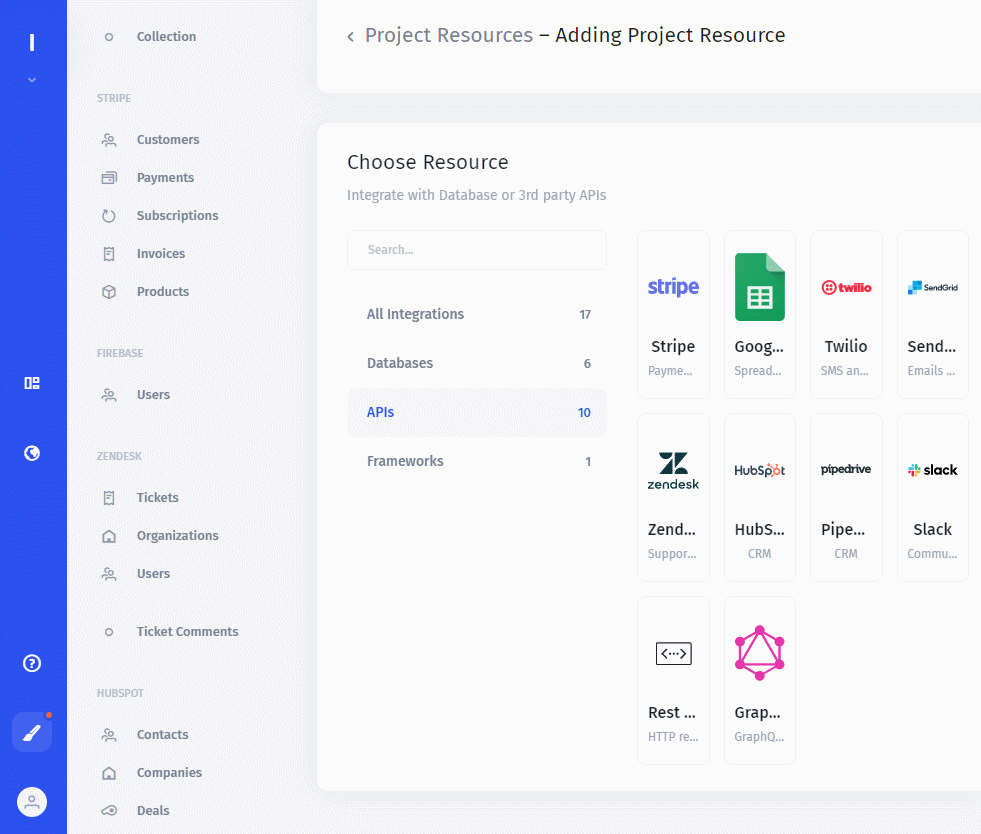 Collection
STRIPE
Customers
Payments
Subscriptions
Invoices
Products
FIREBASE
Users
ZENDESK
Tickets
Organizations
Users
Ticket Comments
HUBSPOT
Contacts
Companies
Deals
Project Resources – Adding Project Resource
Choose Resource
Integrate with Database or 3rd party APIs
Search...
All Integrations 17
Databases 6
APIs 10
Frameworks 1
stripe
Stripe
Payme...
Goog...
Spread...
twilio
Twilio
SMS an...
SendGrid
Send...
Emails ...
zendesk
Zend...
Suppor...
HubSpot
HubS...
CRM
pipedrive
Pipe...
CRM
slack
Slack
Commu...
<···>
Rest ...
HTTP re...
Grap...
GraphQ...